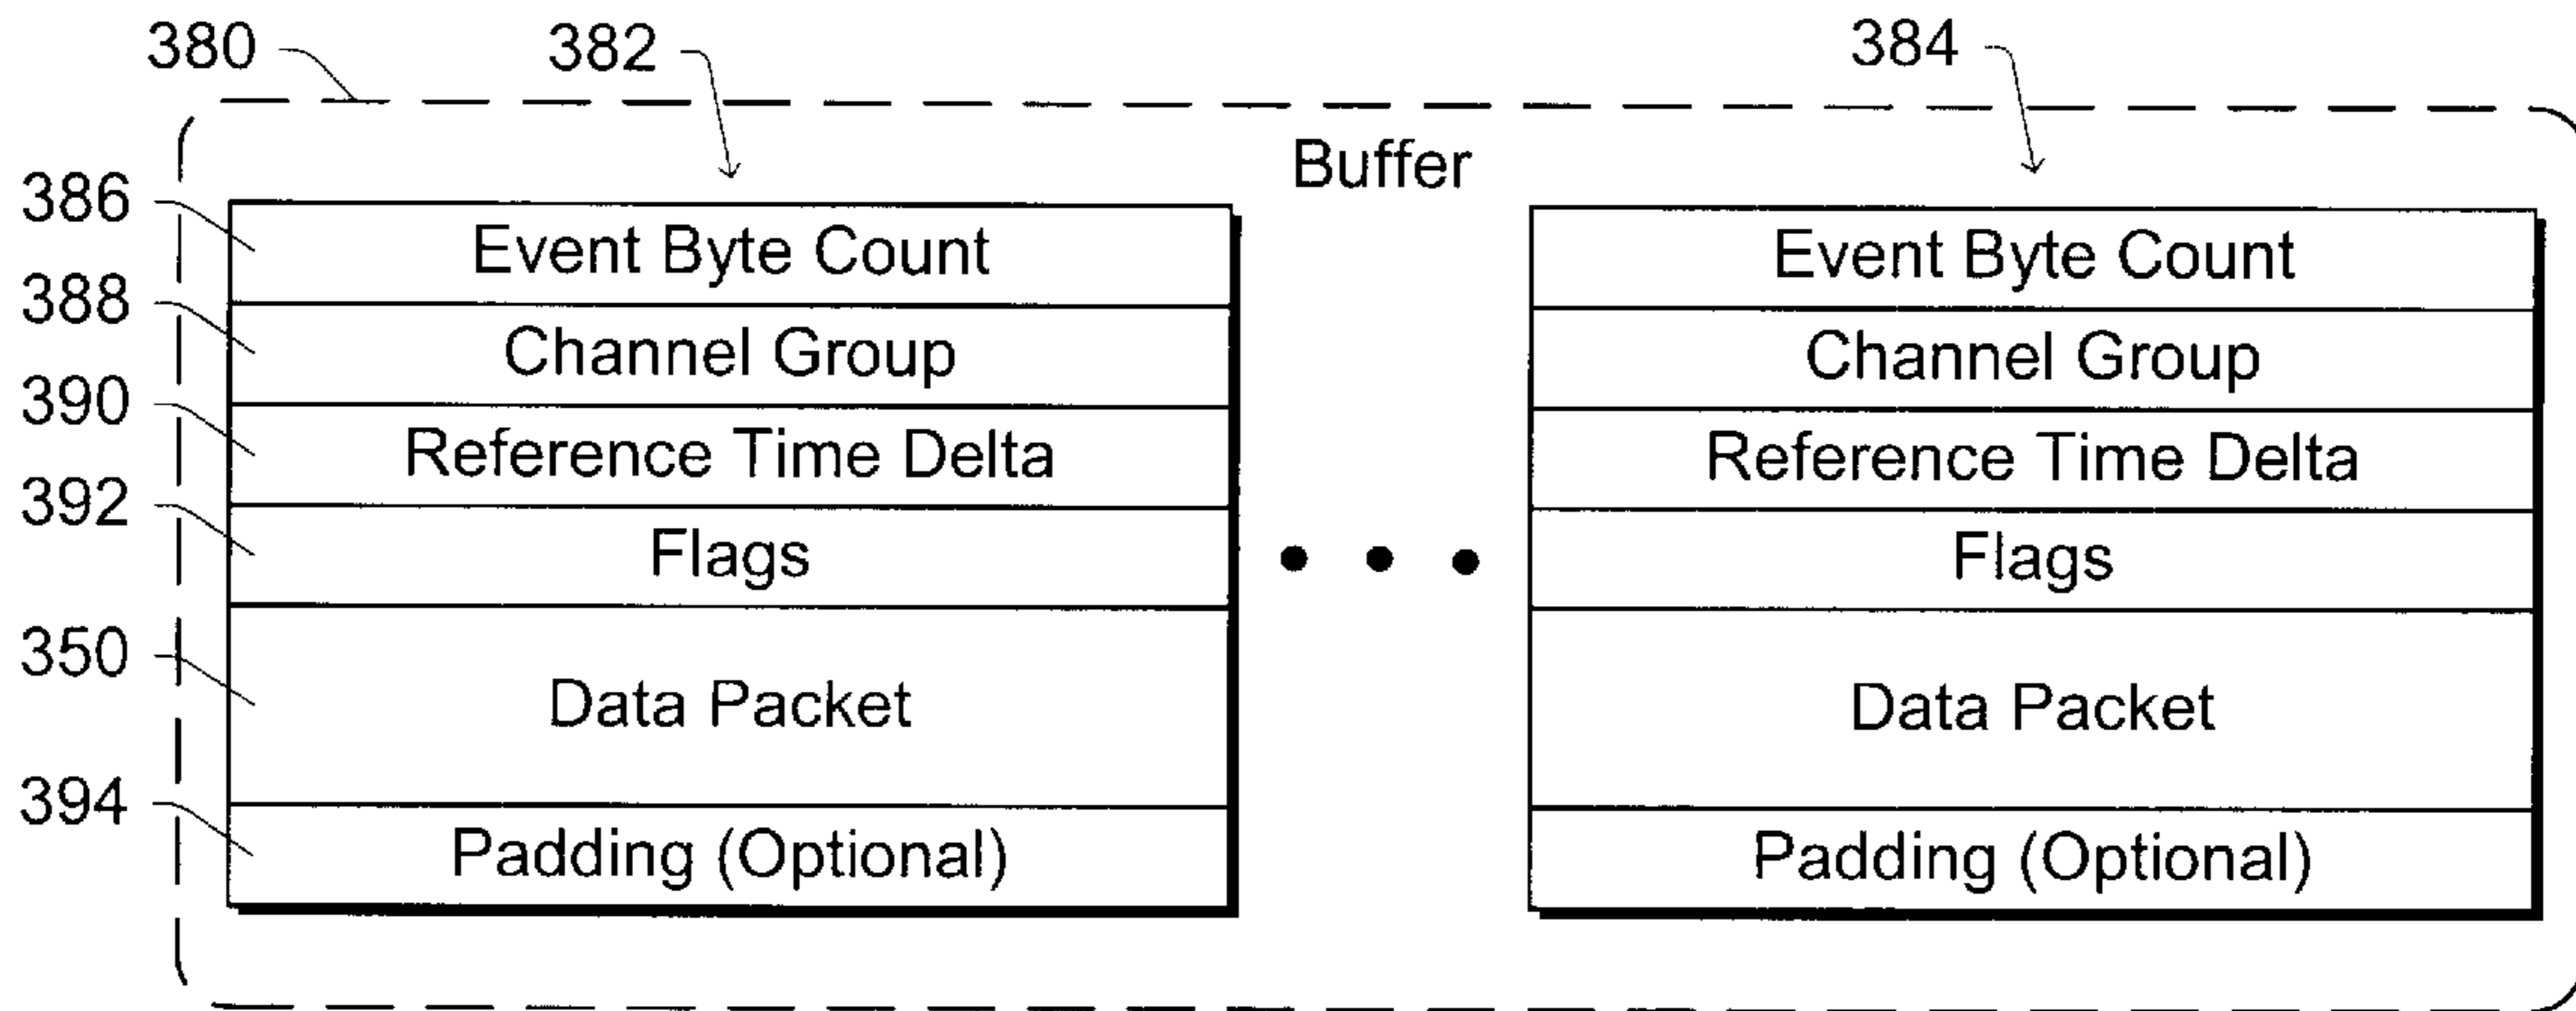 380
382
384
Buffer
386
Event Byte Count
Event Byte Count
388
Channel Group
Channel Group
390
Reference Time Delta
Reference Time Delta
392
Flags
Flags
350
Data Packet
Data Packet
394
Padding (Optional)
Padding (Optional)